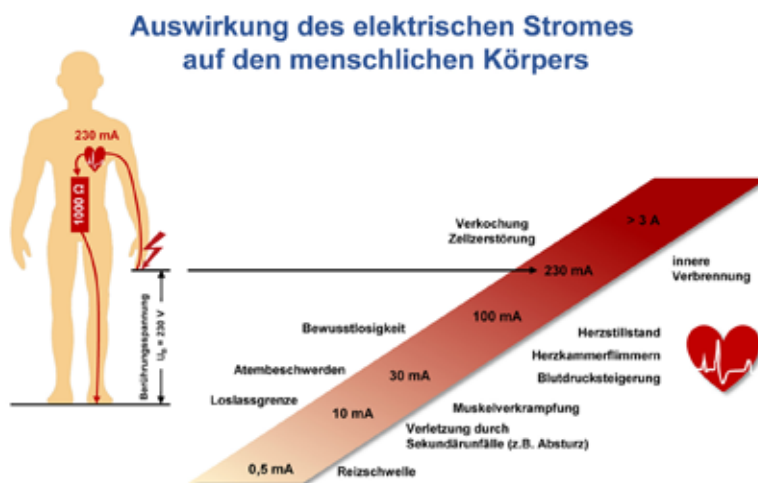 Auswirkung des elektrischen Stromes
auf den menschlichen Körpers
230 mA
1000 Ω
Berührungsspannung
U_B = 230 V
Verkochung
Zellzerstörung
> 3 A
230 mA
innere
Verbrennung
100 mA
Bewusstlosigkeit
Herzstillstand
Herzkammerflimmern
Blutdrucksteigerung
Atembeschwerden
30 mA
Loslassgrenze
10 mA
Muskelverkrampfung
Verletzung durch
Sekundärunfälle (z.B. Absturz)
0,5 mA
Reizschwelle